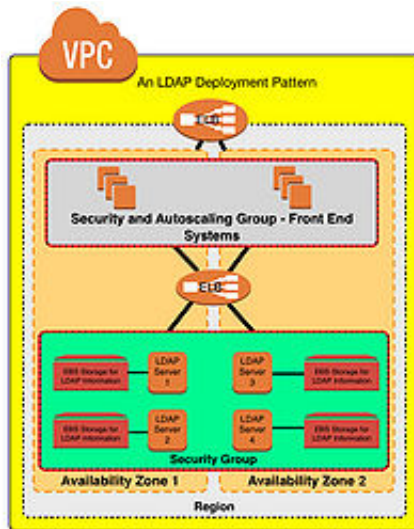 VPC
An LDAP Deployment Pattern
ELB
Security and Autoscaling Group - Front End
Systems
ELB
EBS Storage for
LDAP Information
LDAP
Server
1
LDAP
Server
3
EBS Storage for
LDAP Information
EBS Storage for
LDAP Information
LDAP
Server
2
LDAP
Server
4
EBS Storage for
LDAP Information
Security Group
Availability Zone 1
Availability Zone 2
Region